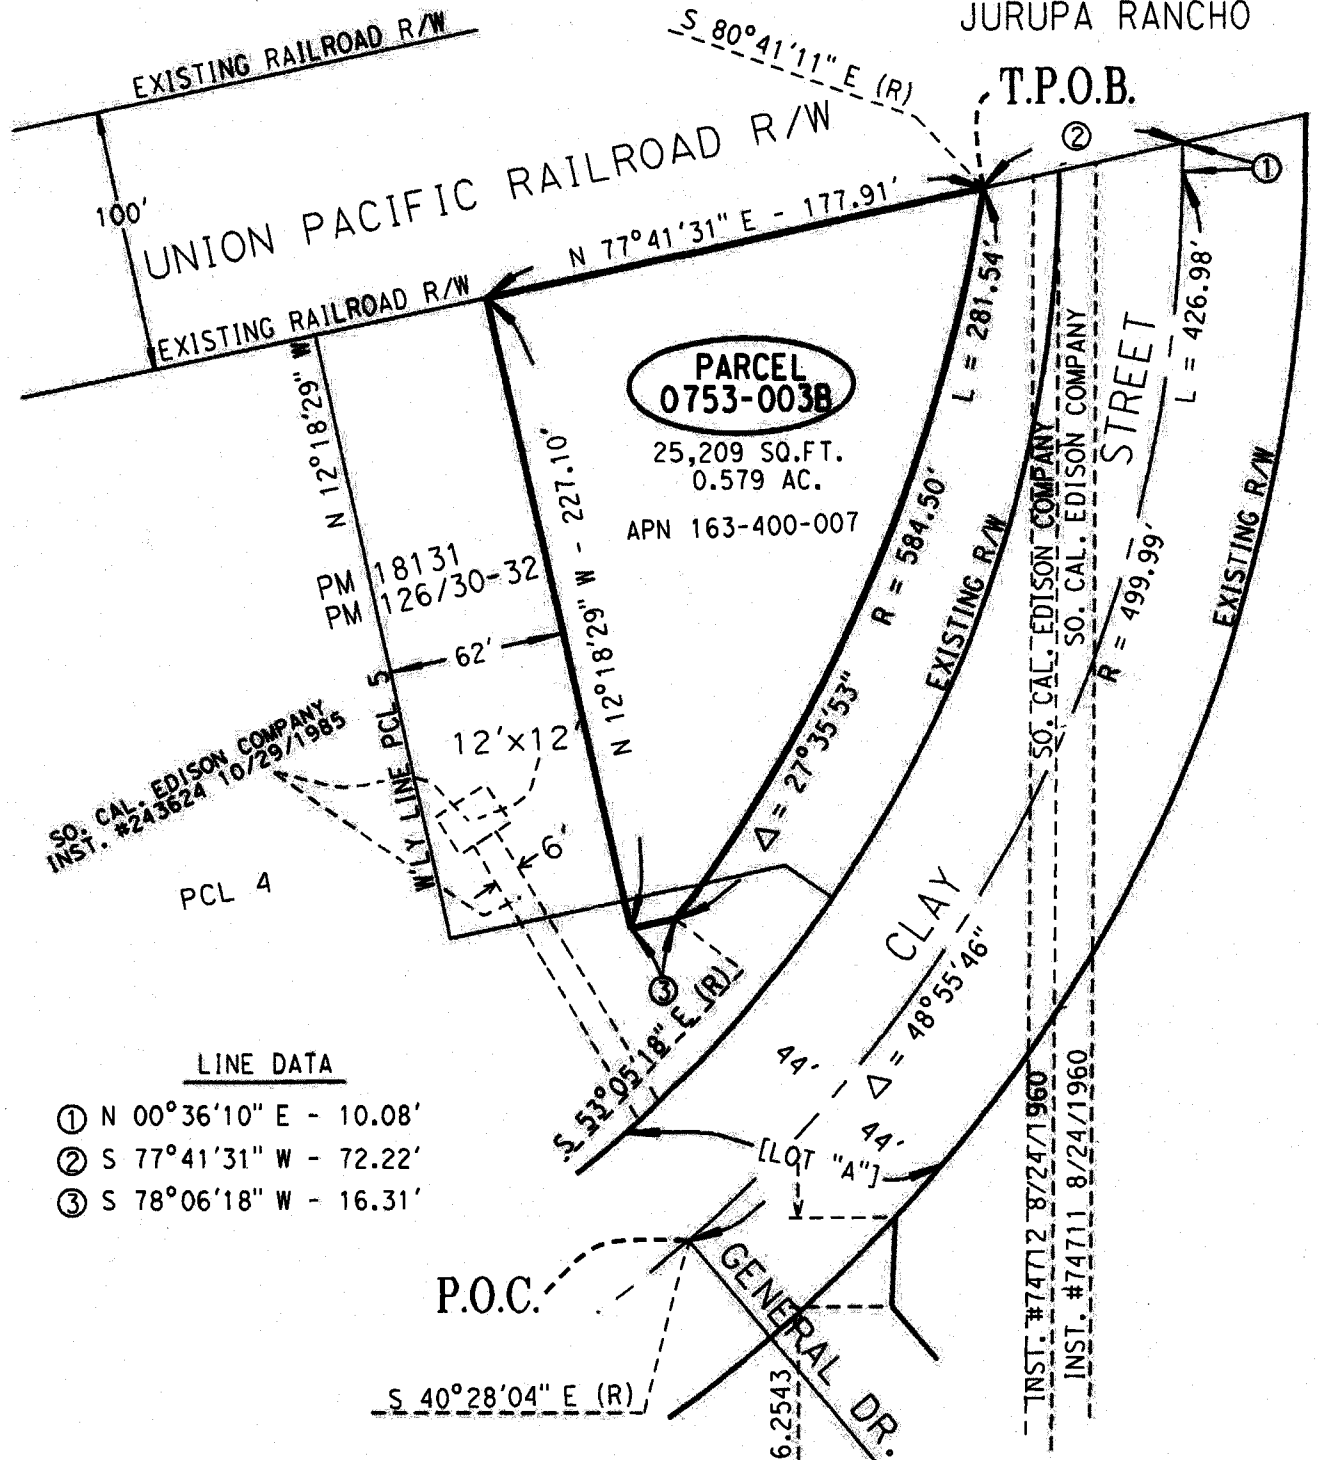 JURUPA RANCHO
EXISTING RAILROAD R/W
S 80°41'11" E (R)
T.P.O.B.
②
①
100'
UNION PACIFIC RAILROAD R/W
N 77°41'31" E - 177.91'
EXISTING RAILROAD R/W
L = 281.54'
L = 426.98'
PARCEL
0753-003B
25,209 SQ.FT.
0.579 AC.
APN 163-400-007
N 12°18'29" W
N 12°18'29" W - 227.10'
R = 584.50'
Δ = 27°35'53"
EXISTING R/W
SO. CAL. EDISON COMPANY
SO. CAL. EDISON COMPANY
CLAY STREET
R = 499.99'
EXISTING R/W
PM 18131
PM 126/30-32
62'
W'LY LINE PCL 5
12'x12'
6'
SO. CAL. EDISON COMPANY
INST. #243624 10/29/1985
PCL 4
③
S 53°05'18" E (R)
Δ = 48°55'46"
44'
44'
[LOT "A"]
INST. #74712 8/24/1960
INST. #74711 8/24/1960
LINE DATA
① N 00°36'10" E - 10.08'
② S 77°41'31" W - 72.22'
③ S 78°06'18" W - 16.31'
P.O.C.
GENERAL DR.
S 40°28'04" E (R)
6.2543